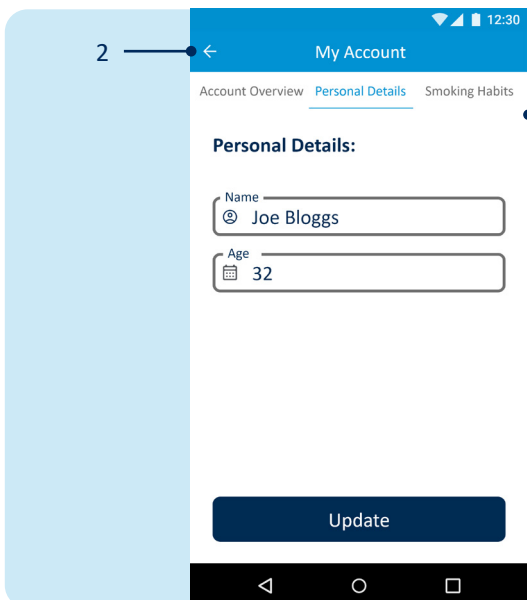 12:30
2
My Account
Account Overview Personal Details Smoking Habits
Personal Details:
Name
Joe Bloggs
Age
32
Update